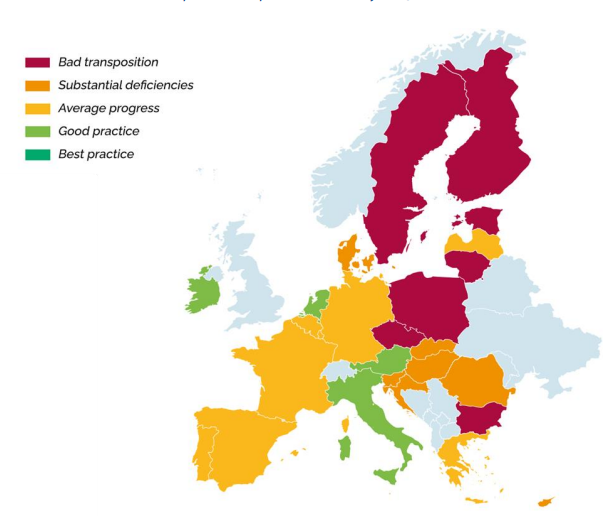 Bad transposition
Substantial deficiencies
Average progress
Good practice
Best practice